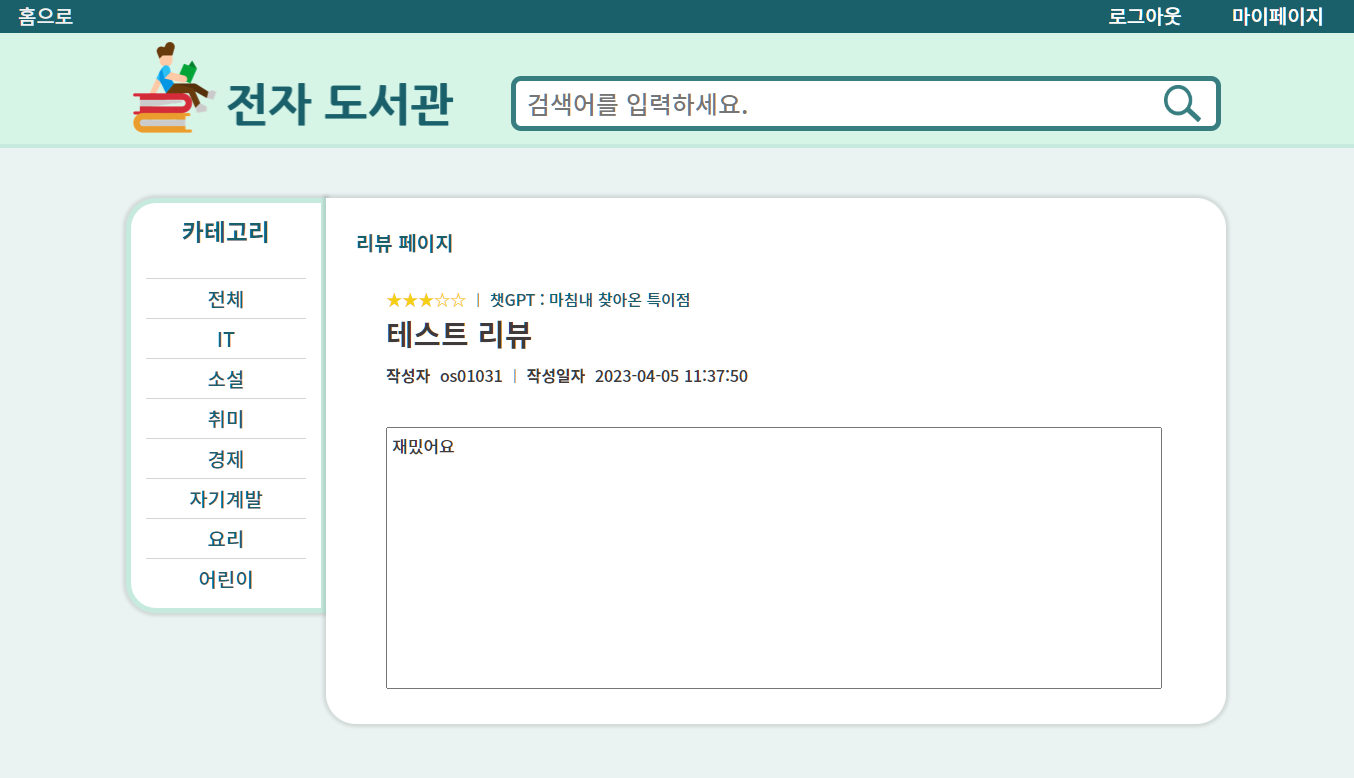 홈으로 로그아웃 마이페이지
전자 도서관
검색어를 입력하세요.
카테고리
전체
IT
소설
취미
경제
자기계발
요리
어린이
리뷰 페이지
★★★☆☆ | 챗GPT : 마침내 찾아온 특이점
테스트 리뷰
작성자 os01031 | 작성일자 2023-04-05 11:37:50
재밌어요